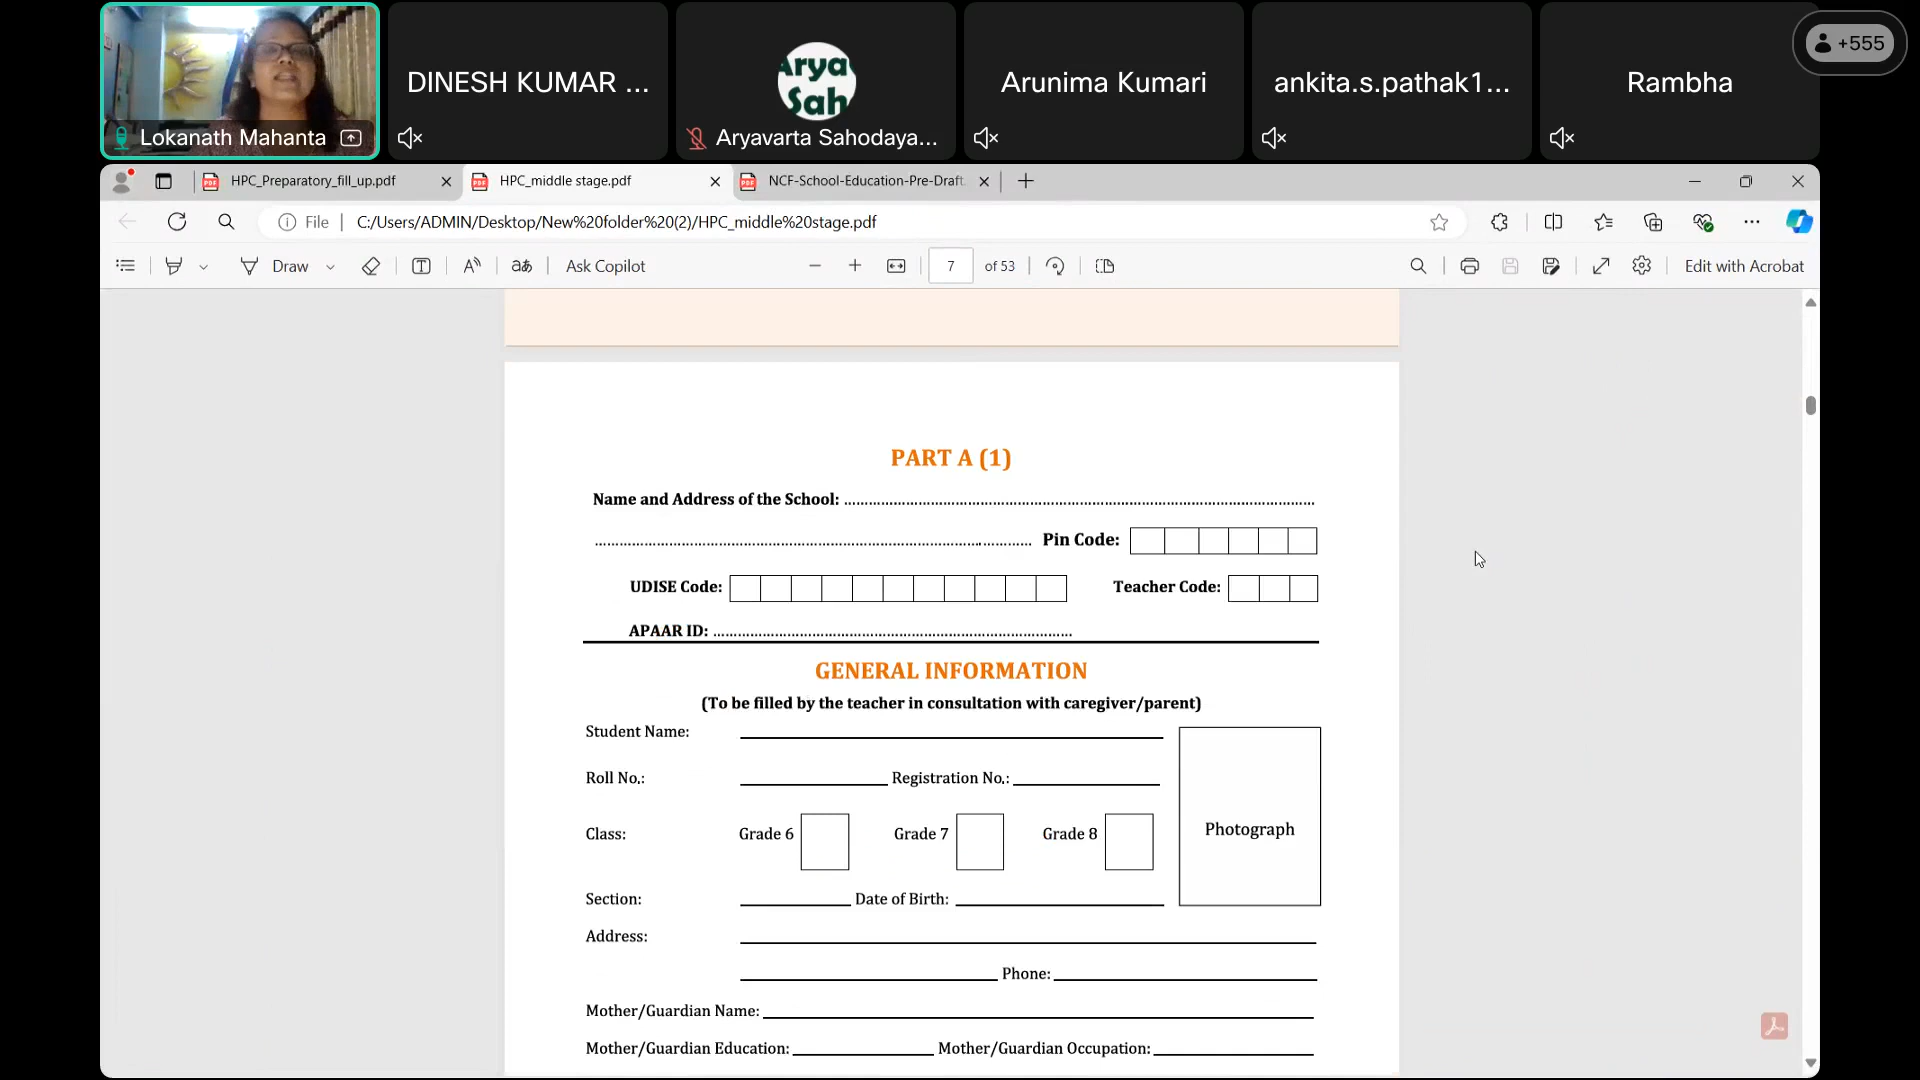 DINESH KUMAR ...
Arunima Kumari
ankita.s.pathak1...
Rambha
+555
Arya
Sah
Lokanath Mahanta
Aryavarta Sahodaya...
HPC_Preparatory_fill_up.pdf
HPC_middle stage.pdf
NCF-School-Education-Pre-Draft
File
C:/Users/ADMIN/Desktop/New%20folder%20(2)/HPC_middle%20stage.pdf
Draw
Ask Copilot
7 of 53
Edit with Acrobat
PART A (1)
Name and Address of the School: ........................................
........................................ Pin Code:
UDISE Code: Teacher Code:
APAAR ID: ........................................
GENERAL INFORMATION
(To be filled by the teacher in consultation with caregiver/parent)
Student Name:
Roll No.: Registration No.:
Class: Grade 6 Grade 7 Grade 8
Photograph
Section: Date of Birth:
Address:
Phone:
Mother/Guardian Name:
Mother/Guardian Education: Mother/Guardian Occupation: